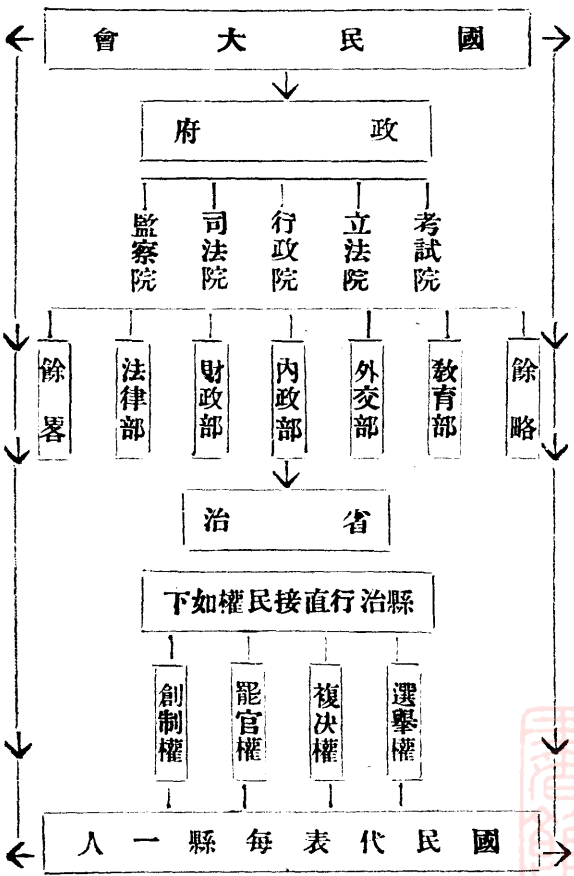 國民大會
政府
考試院
立法院
行政院
司法院
監察院
餘略
教育部
外交部
內政部
財政部
法律部
餘畧
省治
縣治行直接民權如下
選舉權
複決權
罷官權
創制權
國民代表每縣一人